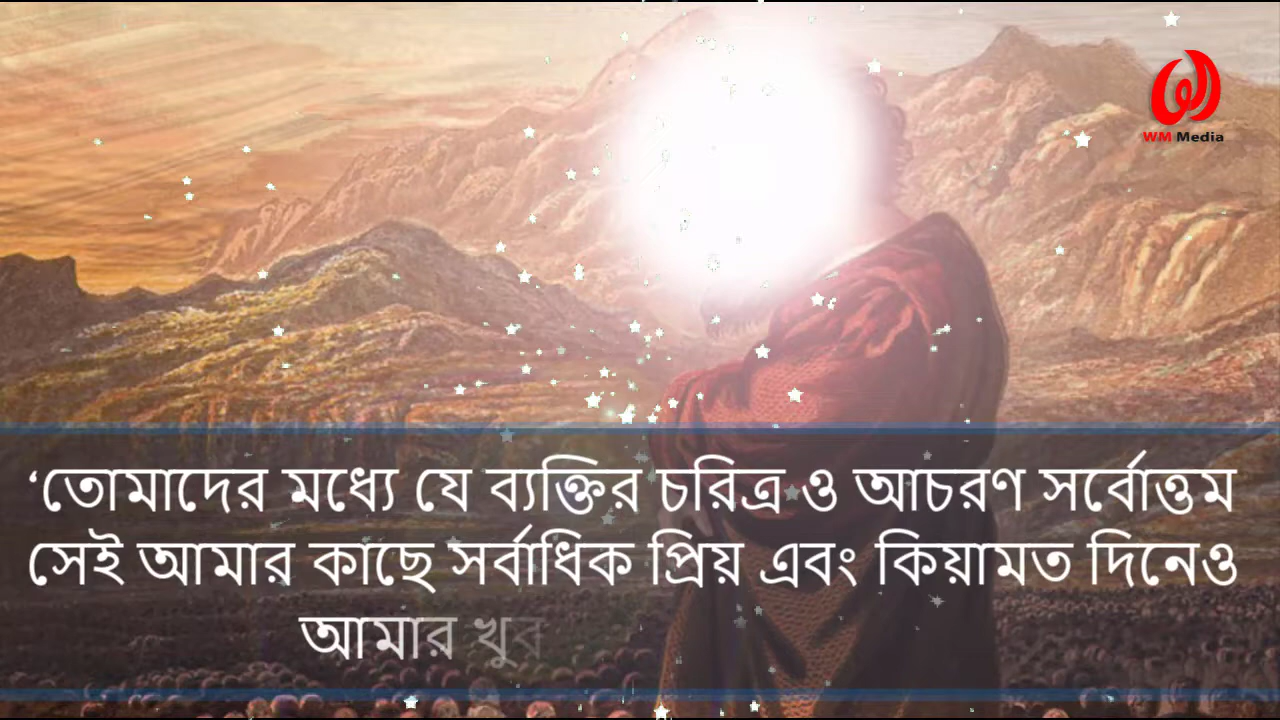 WM Media
‘তোমাদের মধ্যে যে ব্যক্তির চরিত্র ও আচরণ সর্বোত্তম
সেই আমার কাছে সর্বাধিক প্রিয় এবং কিয়ামত দিনেও
আমার খুব